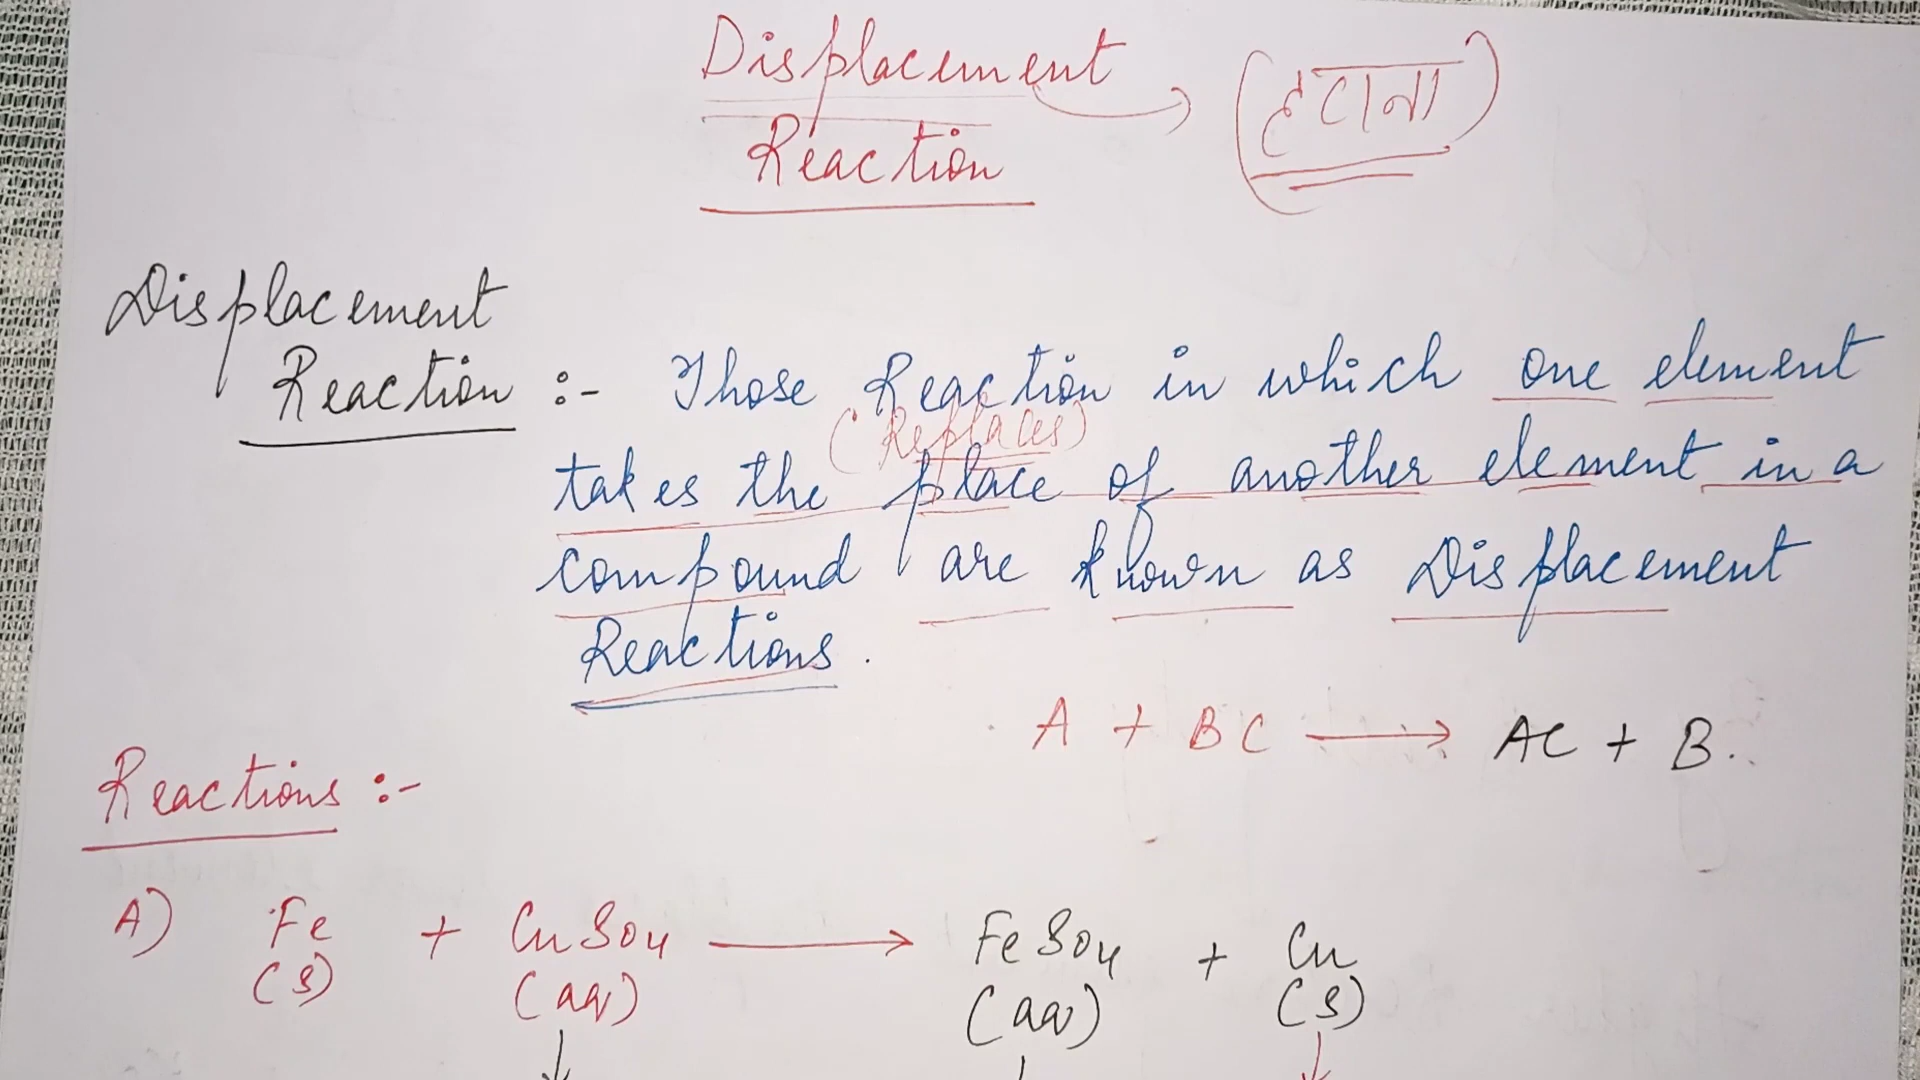 Displacement
Reaction
(हटाना)
Displacement
Reaction :- Those Reaction in which one element
(Replaces)
takes the place of another element in a
compound are known as Displacement
Reactions.
A + BC ⟶ AC + B.
Reactions :-
A) Fe + CuSO4 ⟶ FeSO4 + Cu
(s) (aq) (aq) (s)